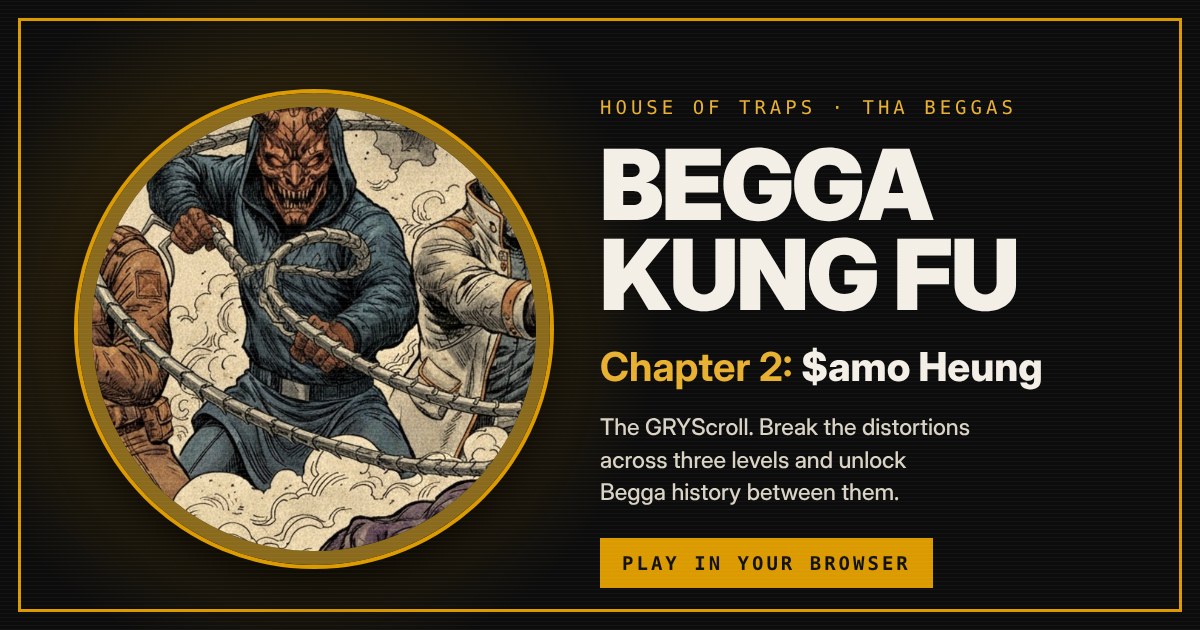 HOUSE OF TRAPS · THA BEGGAS
BEGGA
KUNG FU
Chapter 2: $amo Heung
The GRYScroll. Break the distortions
across three levels and unlock
Begga history between them.
PLAY IN YOUR BROWSER